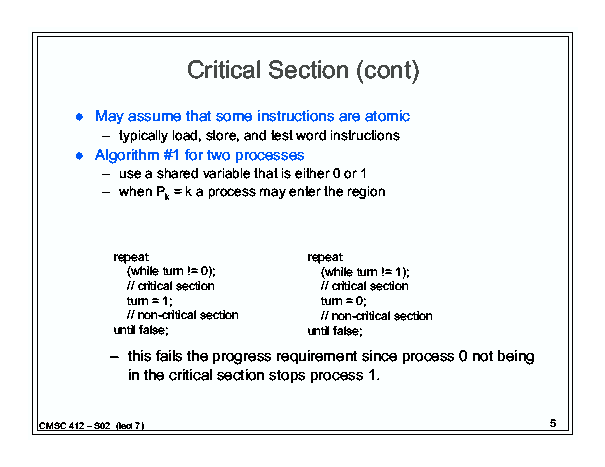 Critical Section (cont)
● May assume that some instructions are atomic
– typically load, store, and test word instructions
● Algorithm #1 for two processes
– use a shared variable that is either 0 or 1
– when Pk = k a process may enter the region
repeat
(while turn != 0);
// critical section
turn = 1;
// non-critical section
until false;
repeat
(while turn != 1);
// critical section
turn = 0;
// non-critical section
until false;
– this fails the progress requirement since process 0 not being
in the critical section stops process 1.
CMSC 412 – S02 (lect 7)
5